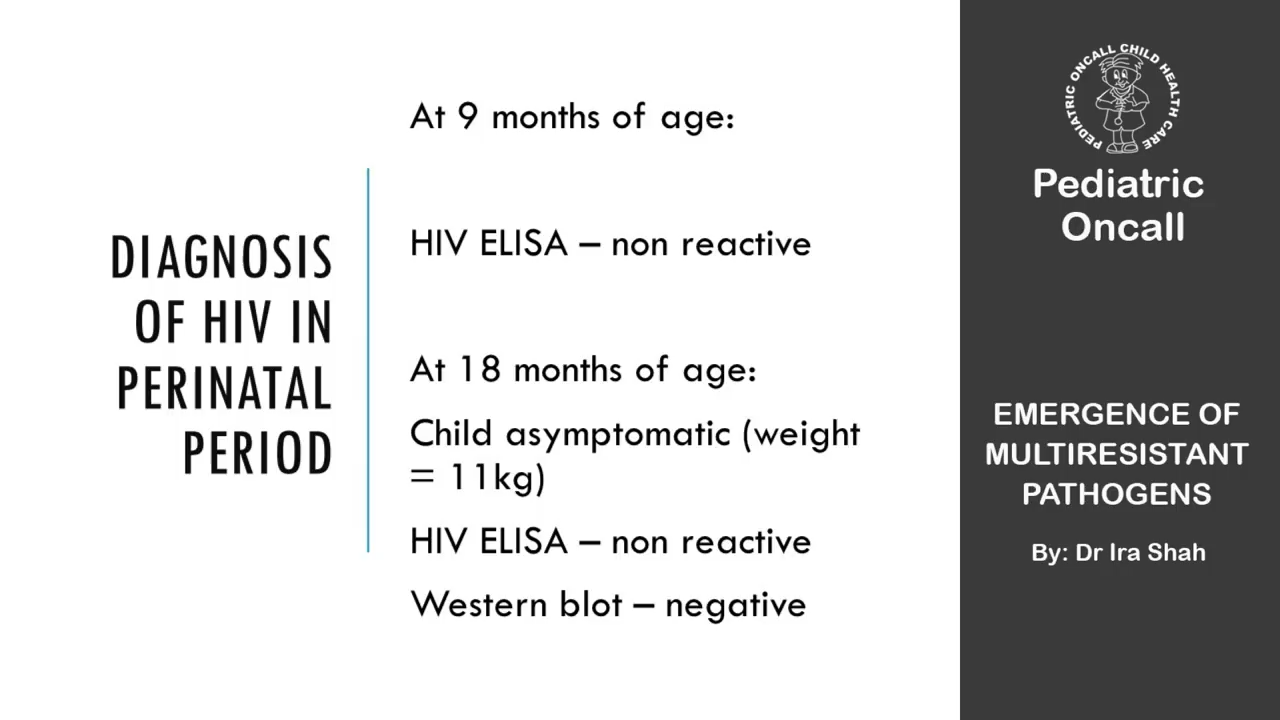 DIAGNOSIS
OF HIV IN
PERINATAL
PERIOD
At 9 months of age:
HIV ELISA – non reactive
At 18 months of age:
Child asymptomatic (weight
= 11kg)
HIV ELISA – non reactive
Western blot – negative
PEDIATRIC ONCALL CHILD HEALTH CARE
Pediatric
Oncall
EMERGENCE OF
MULTIRESISTANT
PATHOGENS
By: Dr Ira Shah